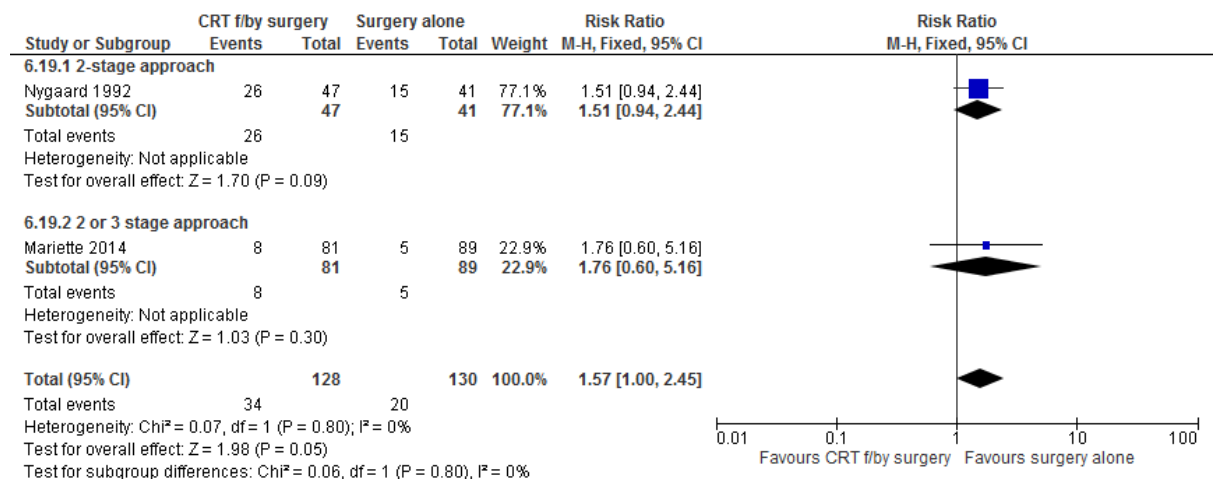 CRT f/by surgery Surgery alone Risk Ratio Risk Ratio
Study or Subgroup Events Total Events Total Weight M-H, Fixed, 95% CI M-H, Fixed, 95% CI
6.19.1 2-stage approach
Nygaard 1992 26 47 15 41 77.1% 1.51 [0.94, 2.44]
Subtotal (95% CI) 47 41 77.1% 1.51 [0.94, 2.44]
Total events 26 15
Heterogeneity: Not applicable
Test for overall effect: Z = 1.70 (P = 0.09)
6.19.2 2 or 3 stage approach
Mariette 2014 8 81 5 89 22.9% 1.76 [0.60, 5.16]
Subtotal (95% CI) 81 89 22.9% 1.76 [0.60, 5.16]
Total events 8 5
Heterogeneity: Not applicable
Test for overall effect: Z = 1.03 (P = 0.30)
Total (95% CI) 128 130 100.0% 1.57 [1.00, 2.45]
Total events 34 20
Heterogeneity: Chi² = 0.07, df = 1 (P = 0.80); I² = 0%
Test for overall effect: Z = 1.98 (P = 0.05)
Test for subgroup differences: Chi² = 0.06, df = 1 (P = 0.80), I² = 0%
0.01 0.1 1 10 100
Favours CRT f/by surgery Favours surgery alone